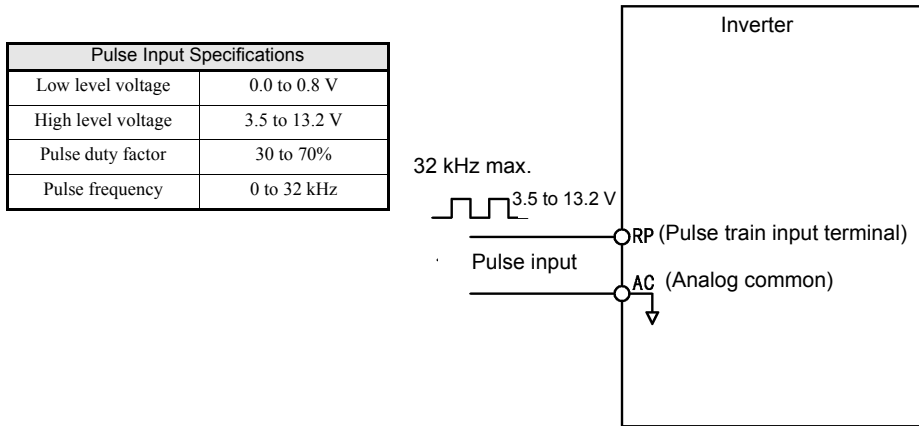 Inverter
Pulse Input Specifications
Low level voltage 0.0 to 0.8 V
High level voltage 3.5 to 13.2 V
Pulse duty factor 30 to 70%
Pulse frequency 0 to 32 kHz
32 kHz max.
3.5 to 13.2 V
RP (Pulse train input terminal)
Pulse input
AC (Analog common)